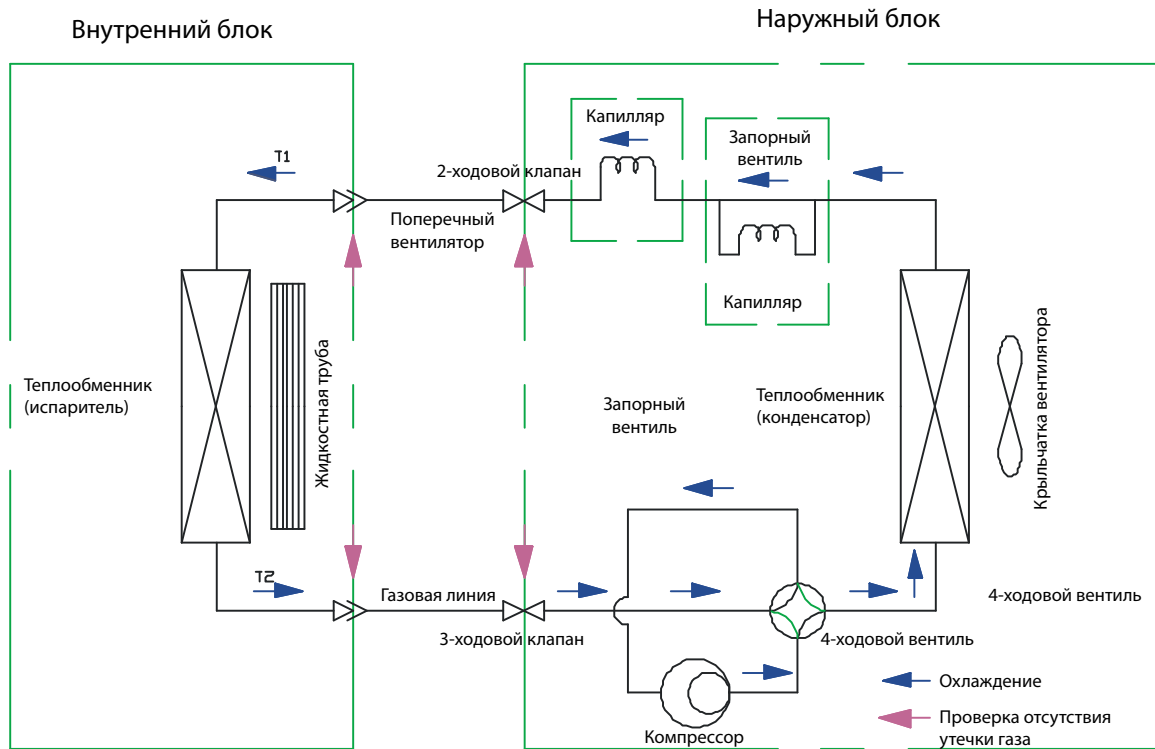 Внутренний блок
Наружный блок
Капилляр
Запорный
вентиль
T1
2-ходовой клапан
Поперечный
вентилятор
Капилляр
Теплообменник
(испаритель)
Жидкостная труба
Запорный
вентиль
Теплообменник
(конденсатор)
Крыльчатка вентилятора
T2
Газовая линия
3-ходовой клапан
4-ходовой вентиль
4-ходовой вентиль
Компрессор
Охлаждение
Проверка отсутствия
утечки газа